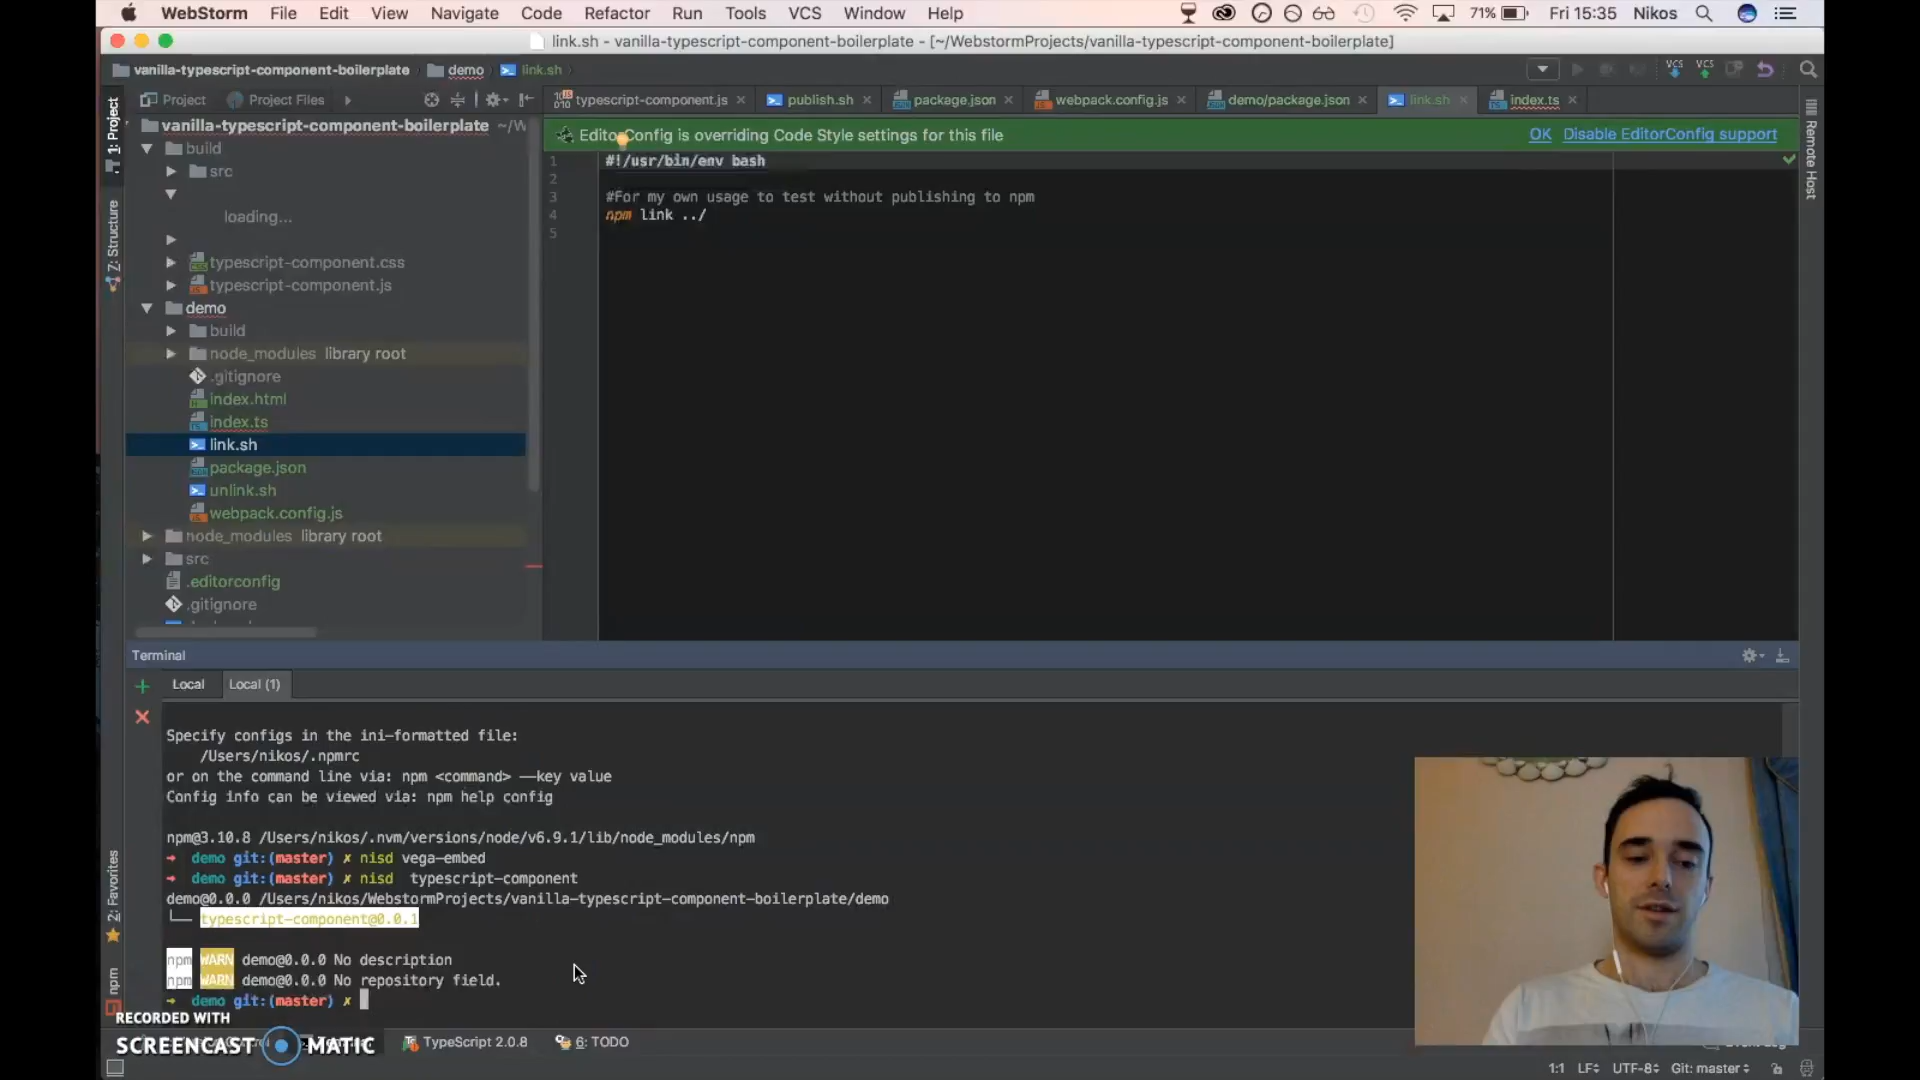 WebStorm File Edit View Navigate Code Refactor Run Tools VCS Window Help 71% Fri 15:35 Nikos
link.sh - vanilla-typescript-component-boilerplate - [~/WebstormProjects/vanilla-typescript-component-boilerplate]
vanilla-typescript-component-boilerplate demo link.sh
VCS VCS
Project Project Files
typescript-component.js publish.sh package.json webpack.config.js demo/package.json link.sh index.ts
1: Project
Z: Structure
2: Favorites
npm
Remote Host
vanilla-typescript-component-boilerplate ~/W
build
src
loading...
typescript-component.css
typescript-component.js
demo
build
node_modules library root
.gitignore
index.html
index.ts
link.sh
package.json
unlink.sh
webpack.config.js
node_modules library root
src
.editorconfig
.gitignore
EditorConfig is overriding Code Style settings for this file OK Disable EditorConfig support
1 #!/usr/bin/env bash
2
3 #For my own usage to test without publishing to npm
4 npm link ../
5
Terminal
Local Local (1)
Specify configs in the ini-formatted file:
/Users/nikos/.npmrc
or on the command line via: npm <command> --key value
Config info can be viewed via: npm help config
npm@3.10.8 /Users/nikos/.nvm/versions/node/v6.9.1/lib/node_modules/npm
→ demo git:(master) ✗ nisd vega-embed
→ demo git:(master) ✗ nisd typescript-component
demo@0.0.0 /Users/nikos/WebstormProjects/vanilla-typescript-component-boilerplate/demo
└── typescript-component@0.0.1
npm WARN demo@0.0.0 No description
npm WARN demo@0.0.0 No repository field.
→ demo git:(master) ✗
RECORDED WITH
SCREENCAST MATIC
TypeScript 2.0.8 6: TODO
1:1 LF UTF-8 Git: master